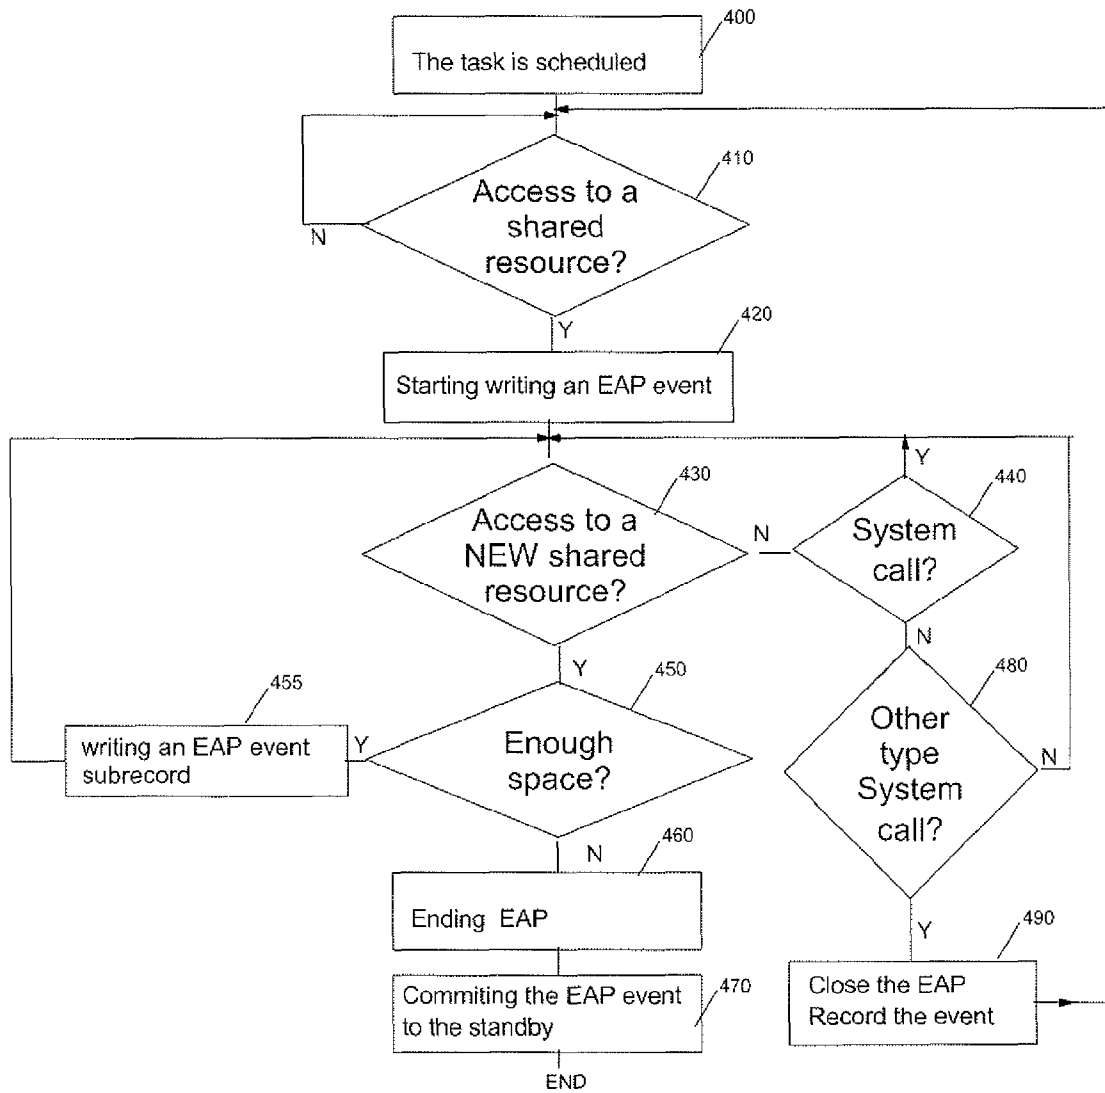 400
The task is scheduled
410
Access to a
shared
resource?
N
Y
420
Starting writing an EAP event
430
Access to a
NEW shared
resource?
N
Y
440
System
call?
Y
N
450
Enough
space?
Y
N
455
writing an EAP event
subrecord
480
Other
type
System
call?
N
Y
460
Ending EAP
470
Commiting the EAP event
to the standby
END
490
Close the EAP
Record the event